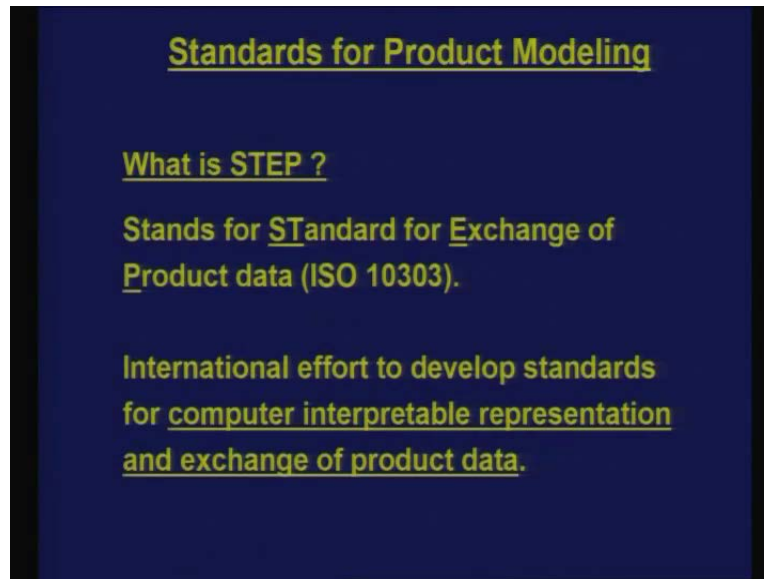 Standards for Product Modeling
What is STEP ?
Stands for STandard for Exchange of
Product data (ISO 10303).
International effort to develop standards
for computer interpretable representation
and exchange of product data.